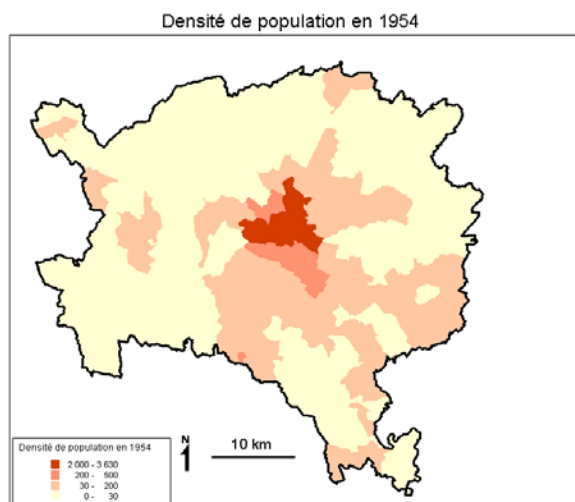 Densité de population en 1954
Densité de population en 1954
2 000 - 3 630
200 - 500
30 - 200
0 - 30
N
10 km